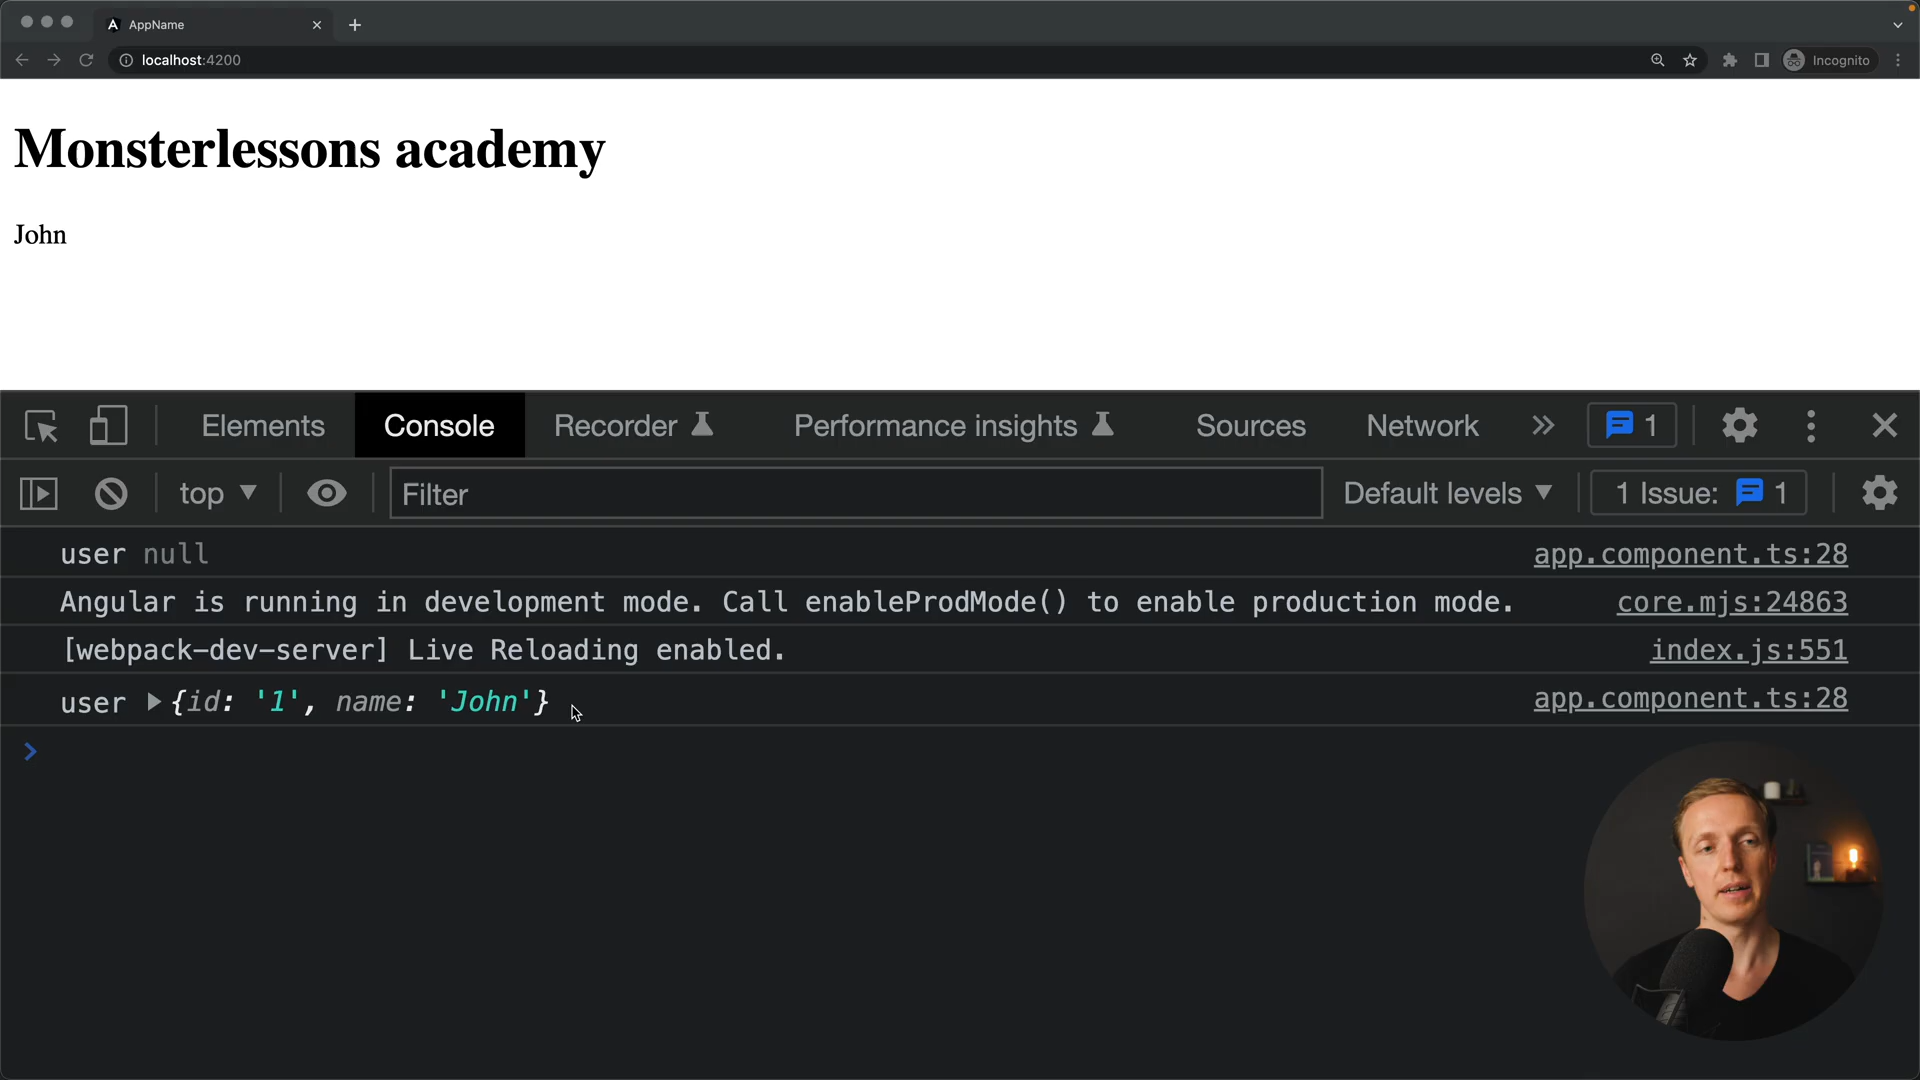 AppName
localhost:4200
Incognito
Monsterlessons academy
John
Elements Console Recorder Performance insights Sources Network 1
top Filter Default levels 1 Issue: 1
user null app.component.ts:28
Angular is running in development mode. Call enableProdMode() to enable production mode. core.mjs:24863
[webpack-dev-server] Live Reloading enabled. index.js:551
user {id: '1', name: 'John'} app.component.ts:28